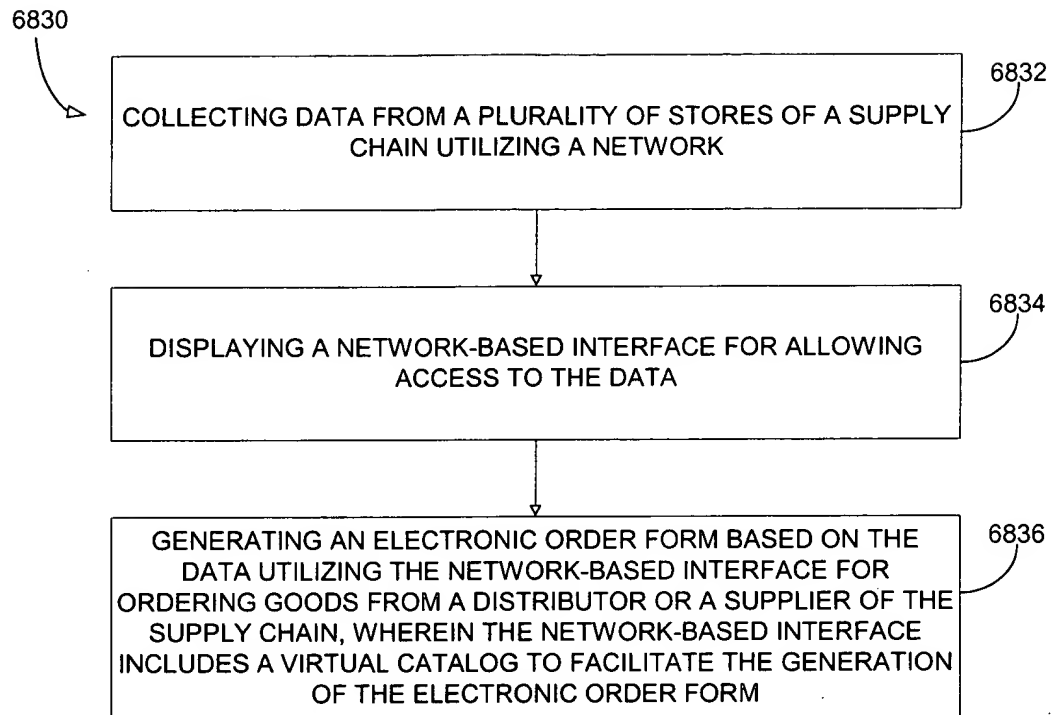 6830
6832
COLLECTING DATA FROM A PLURALITY OF STORES OF A SUPPLY
CHAIN UTILIZING A NETWORK
6834
DISPLAYING A NETWORK-BASED INTERFACE FOR ALLOWING
ACCESS TO THE DATA
6836
GENERATING AN ELECTRONIC ORDER FORM BASED ON THE
DATA UTILIZING THE NETWORK-BASED INTERFACE FOR
ORDERING GOODS FROM A DISTRIBUTOR OR A SUPPLIER OF THE
SUPPLY CHAIN, WHEREIN THE NETWORK-BASED INTERFACE
INCLUDES A VIRTUAL CATALOG TO FACILITATE THE GENERATION
OF THE ELECTRONIC ORDER FORM